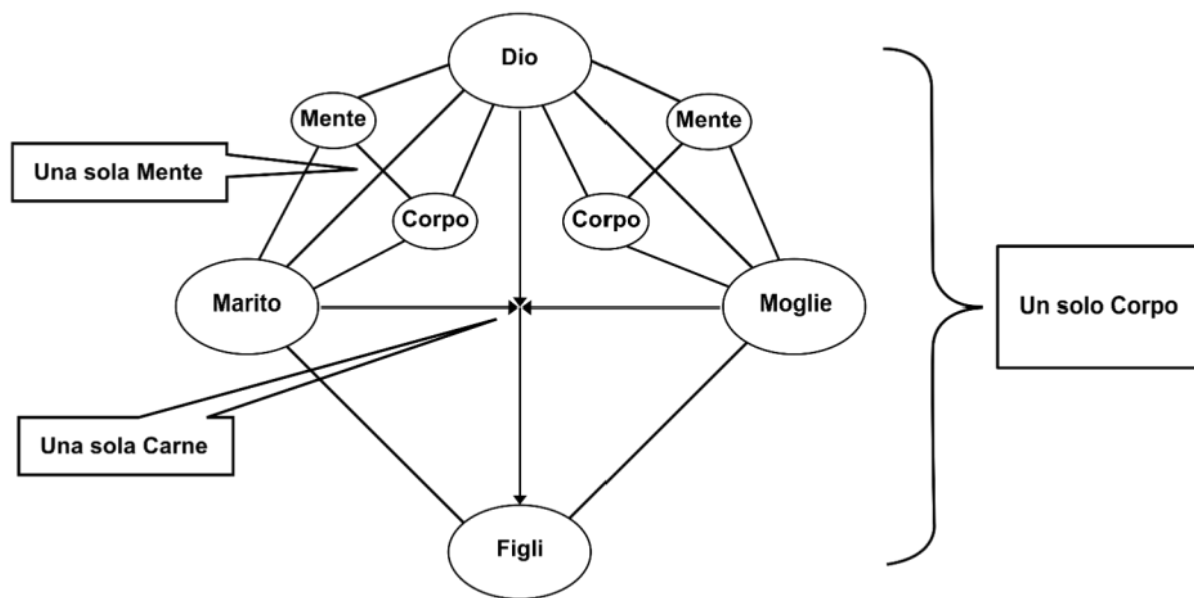 Dio
Mente
Mente
Una sola Mente
Corpo
Corpo
Marito
Moglie
Un solo Corpo
Una sola Carne
Figli